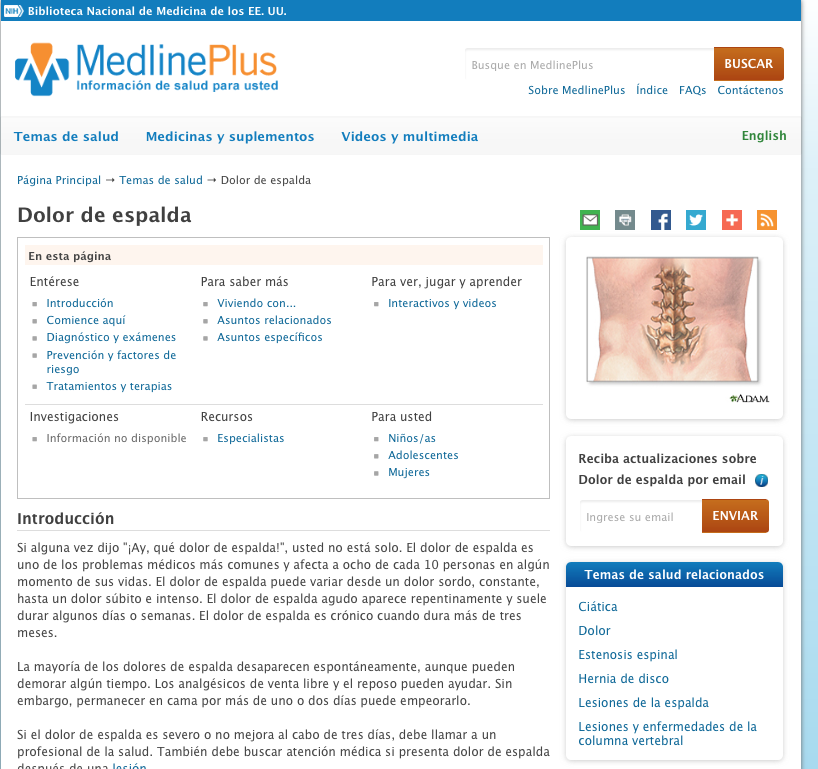 NIH Biblioteca Nacional de Medicina de los EE. UU.
MedlinePlus
Información de salud para usted
Busque en MedlinePlus
BUSCAR
Sobre MedlinePlus Índice FAQs Contáctenos
Temas de salud Medicinas y suplementos Videos y multimedia English
Página Principal → Temas de salud → Dolor de espalda
Dolor de espalda
En esta página
Entérese
Introducción
Comience aquí
Diagnóstico y exámenes
Prevención y factores de
riesgo
Tratamientos y terapias
Para saber más
Viviendo con...
Asuntos relacionados
Asuntos específicos
Para ver, jugar y aprender
Interactivos y videos
Investigaciones
Información no disponible
Recursos
Especialistas
Para usted
Niños/as
Adolescentes
Mujeres
Introducción
Si alguna vez dijo "¡Ay, qué dolor de espalda!", usted no está solo. El dolor de espalda es
uno de los problemas médicos más comunes y afecta a ocho de cada 10 personas en algún
momento de sus vidas. El dolor de espalda puede variar desde un dolor sordo, constante,
hasta un dolor súbito e intenso. El dolor de espalda agudo aparece repentinamente y suele
durar algunos días o semanas. El dolor de espalda es crónico cuando dura más de tres
meses.
La mayoría de los dolores de espalda desaparecen espontáneamente, aunque pueden
demorar algún tiempo. Los analgésicos de venta libre y el reposo pueden ayudar. Sin
embargo, permanecer en cama por más de uno o dos días puede empeorarlo.
Si el dolor de espalda es severo o no mejora al cabo de tres días, debe llamar a un
profesional de la salud. También debe buscar atención médica si presenta dolor de espalda
después de una lesión.
ADAM
Reciba actualizaciones sobre
Dolor de espalda por email i
Ingrese su email
ENVIAR
Temas de salud relacionados
Ciática
Dolor
Estenosis espinal
Hernia de disco
Lesiones de la espalda
Lesiones y enfermedades de la
columna vertebral